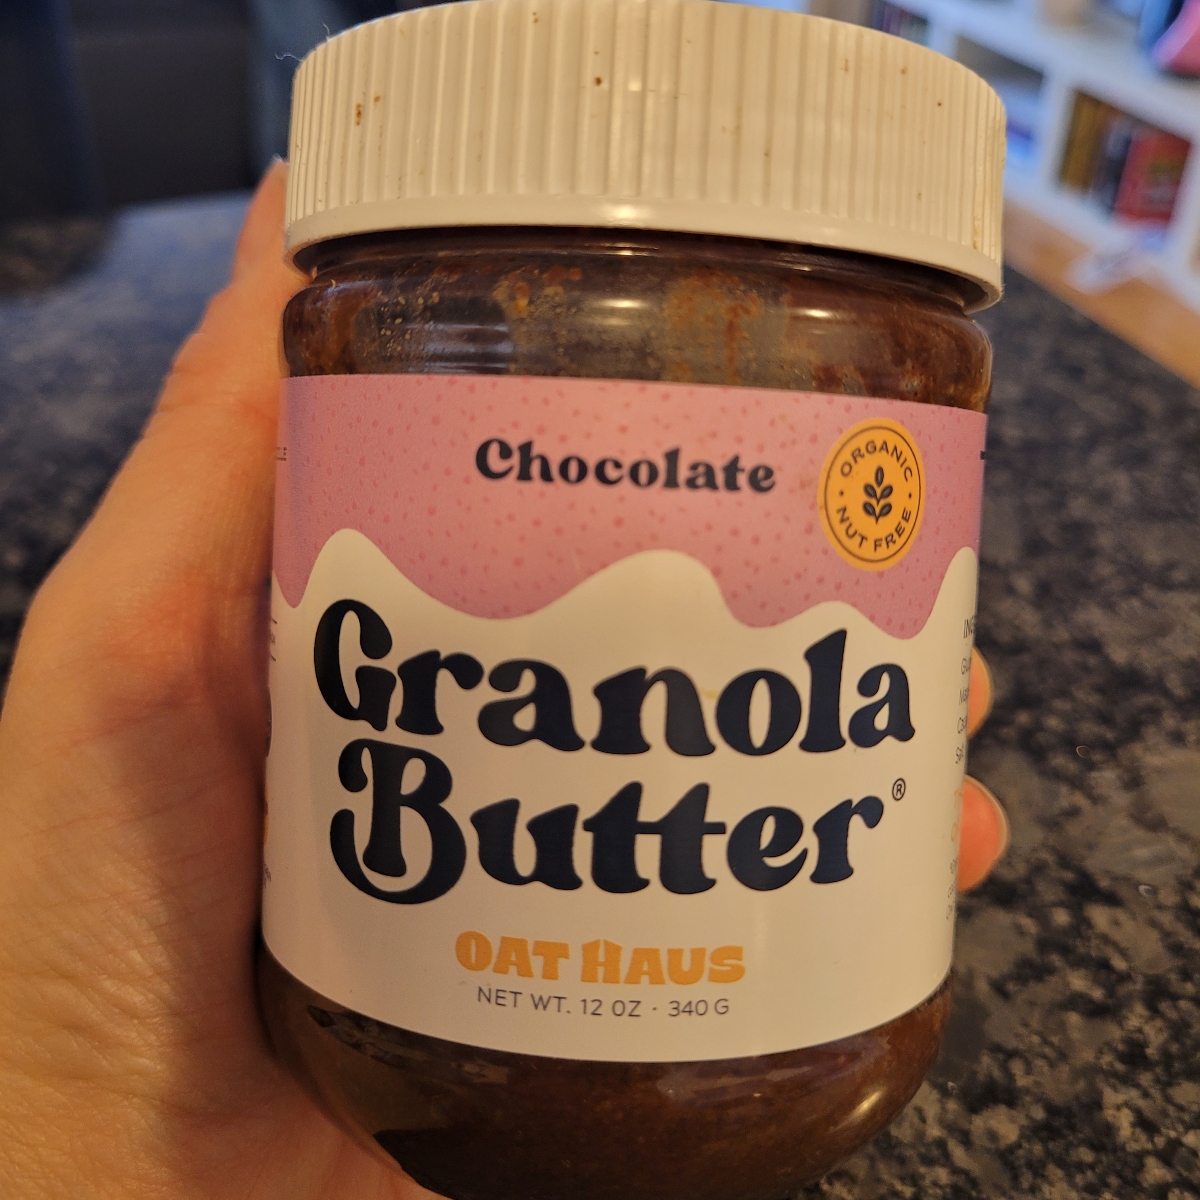 Chocolate
ORGANIC
· NUT FREE ·
Granola
Butter®
OAT HAUS
NET WT. 12 OZ · 340 G